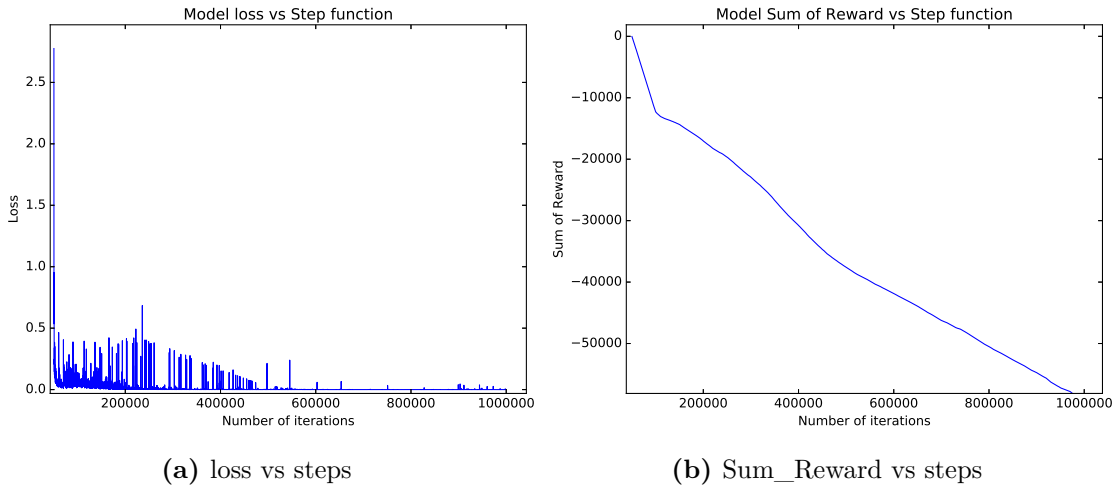 Model loss vs Step function
2.5
2.0
1.5
1.0
0.5
0.0
Loss
200000 400000 600000 800000 1000000
Number of iterations
(a) loss vs steps
Model Sum of Reward vs Step function
0
−10000
−20000
−30000
−40000
−50000
Sum of Reward
200000 400000 600000 800000 1000000
Number of iterations
(b) Sum_Reward vs steps